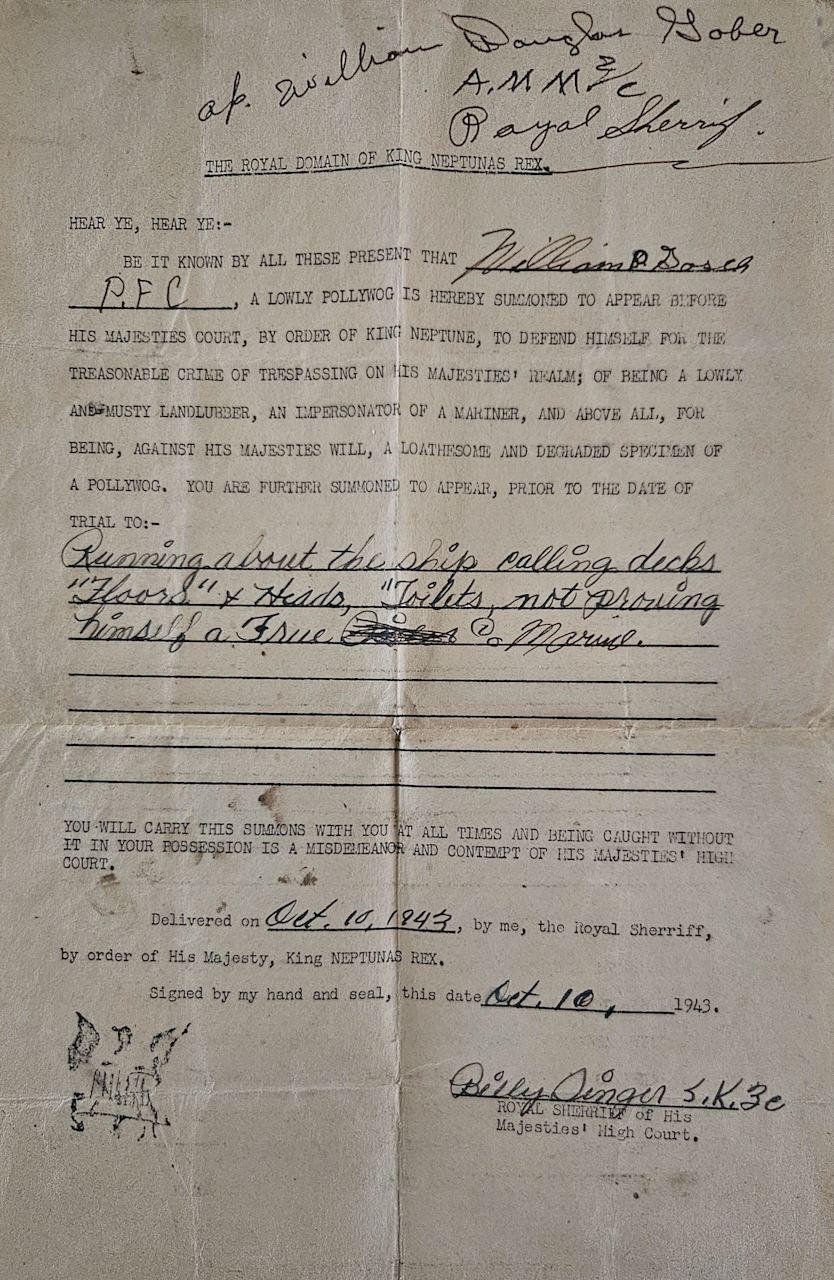 William Douglas Gober
A.M M 3/c
Royal Sherrif.
THE ROYAL DOMAIN OF KING NEPTUNAS REX.
HEAR YE, HEAR YE:-
BE IT KNOWN BY ALL THESE PRESENT THAT William P
P.F C, A LOWLY POLLYWOG IS HEREBY SUMMONED TO APPEAR BEFORE
HIS MAJESTIES COURT, BY ORDER OF KING NEPTUNE, TO DEFEND HIMSELF FOR THE
TREASONABLE CRIME OF TRESPASSING ON HIS MAJESTIES' REALM; OF BEING A LOWLY
AND MUSTY LANDLUBBER, AN IMPERSONATOR OF A MARINER, AND ABOVE ALL, FOR
BEING, AGAINST HIS MAJESTIES WILL, A LOATHESOME AND DEGRADED SPECIMEN OF
A POLLYWOG. YOU ARE FURTHER SUMMONED TO APPEAR, PRIOR TO THE DATE OF
TRIAL TO:-
Running about the ship calling decks
"Floors" & Heads, "Toilets, not proving
himself a True Marine.
YOU WILL CARRY THIS SUMMONS WITH YOU AT ALL TIMES AND BEING CAUGHT WITHOUT
IT IN YOUR POSSESSION IS A MISDEMEANOR AND CONTEMPT OF HIS MAJESTIES' HIGH
COURT.
Delivered on Oct. 10, 1943, by me, the Royal Sherriff,
by order of His Majesty, King NEPTUNAS REX.
Signed by my hand and seal, this date Oct. 10, 1943.
Billy Singer S.K.3c
ROYAL SHERRIFF of His
Majesties' High Court.